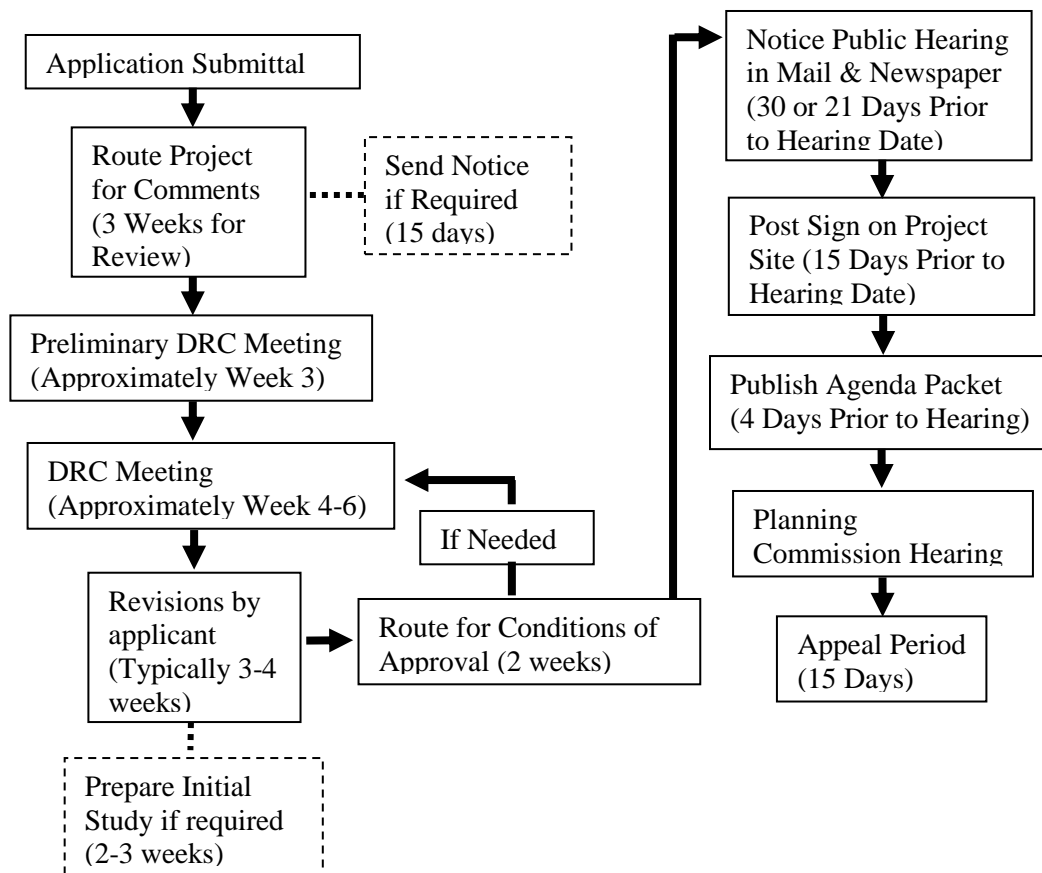 Application Submittal
Route Project
for Comments
(3 Weeks for
Review)
Send Notice
if Required
(15 days)
Preliminary DRC Meeting
(Approximately Week 3)
DRC Meeting
(Approximately Week 4-6)
If Needed
Revisions by
applicant
(Typically 3-4
weeks)
Route for Conditions of
Approval (2 weeks)
Prepare Initial
Study if required
(2-3 weeks)
Notice Public Hearing
in Mail & Newspaper
(30 or 21 Days Prior
to Hearing Date)
Post Sign on Project
Site (15 Days Prior to
Hearing Date)
Publish Agenda Packet
(4 Days Prior to Hearing)
Planning
Commission Hearing
Appeal Period
(15 Days)